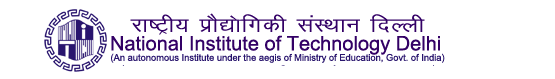 राष्ट्रीय प्रौद्योगिकी संस्थान दिल्ली
National Institute of Technology Delhi
(An autonomous Institute under the aegis of Ministry of Education, Govt. of India)